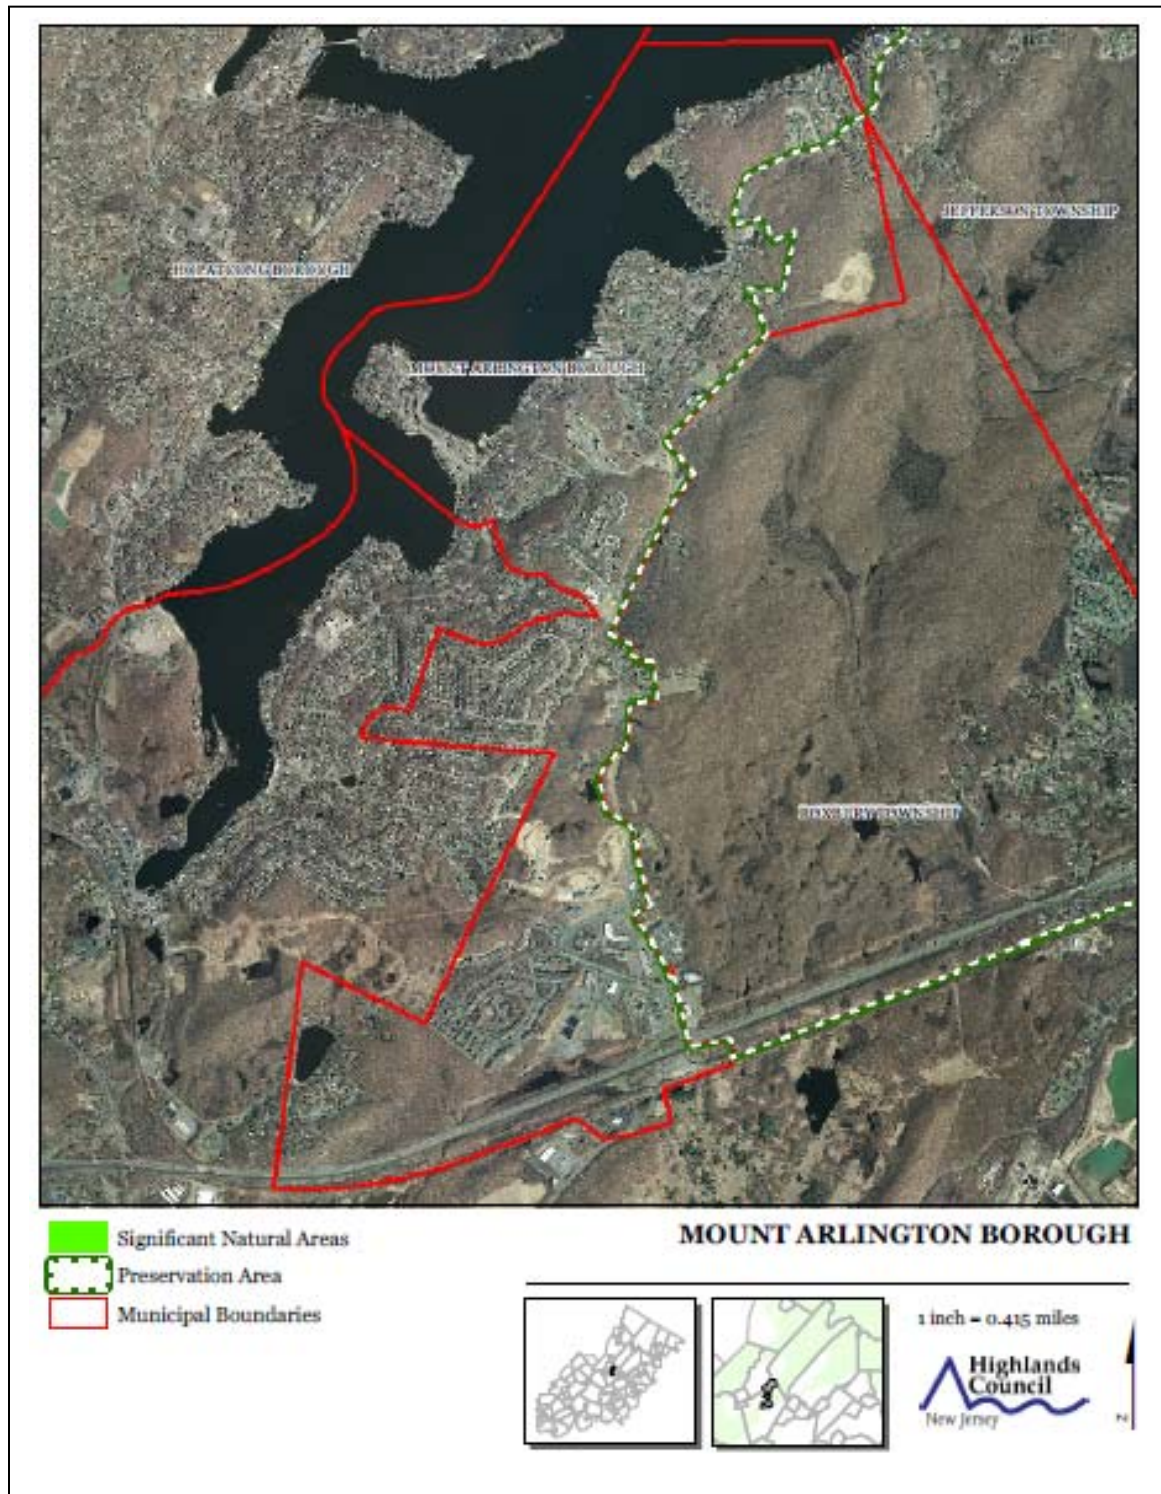 JEFFERSON TOWNSHIP
HOPATCONG BOROUGH
MOUNT ARLINGTON BOROUGH
ROXBURY TOWNSHIP
MOUNT ARLINGTON BOROUGH
Significant Natural Areas
Preservation Area
Municipal Boundaries
1 inch = 0.415 miles
Highlands
Council
New Jersey
N